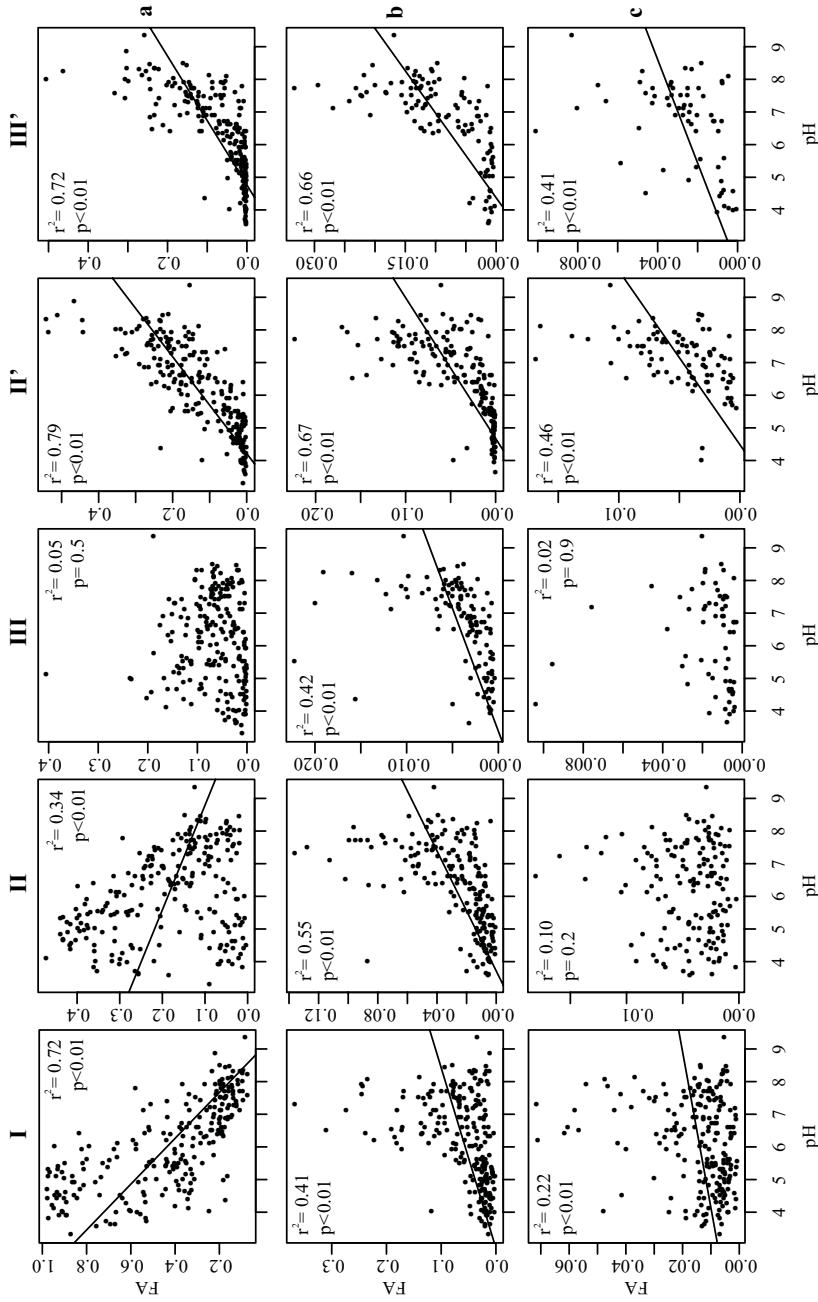 I II III II' III'
a
r²= 0.72
p<0.01
r²= 0.34
p<0.01
r²= 0.05
p= 0.5
r²= 0.79
p<0.01
r²= 0.72
p<0.01
FA
1.0
0.8
0.6
0.4
0.2
0.4
0.3
0.2
0.1
0.0
0.4
0.3
0.2
0.1
0.0
0.4
0.2
0.0
0.4
0.2
0.0
b
r²= 0.41
p<0.01
r²= 0.55
p<0.01
r²= 0.42
p<0.01
r²= 0.67
p<0.01
r²= 0.66
p<0.01
FA
0.3
0.1
0.0
0.12
0.08
0.04
0.00
0.020
0.010
0.000
0.20
0.10
0.00
0.030
0.015
0.000
c
r²= 0.22
p<0.01
r²= 0.10
p= 0.2
r²= 0.02
p= 0.9
r²= 0.46
p<0.01
r²= 0.41
p<0.01
FA
0.06
0.04
0.02
0.00
0.01
0.00
0.008
0.004
0.000
0.01
0.00
0.008
0.004
0.000
4 5 6 7 8 9
4 5 6 7 8 9
4 5 6 7 8 9
4 5 6 7 8 9
4 5 6 7 8 9
pH pH pH pH pH